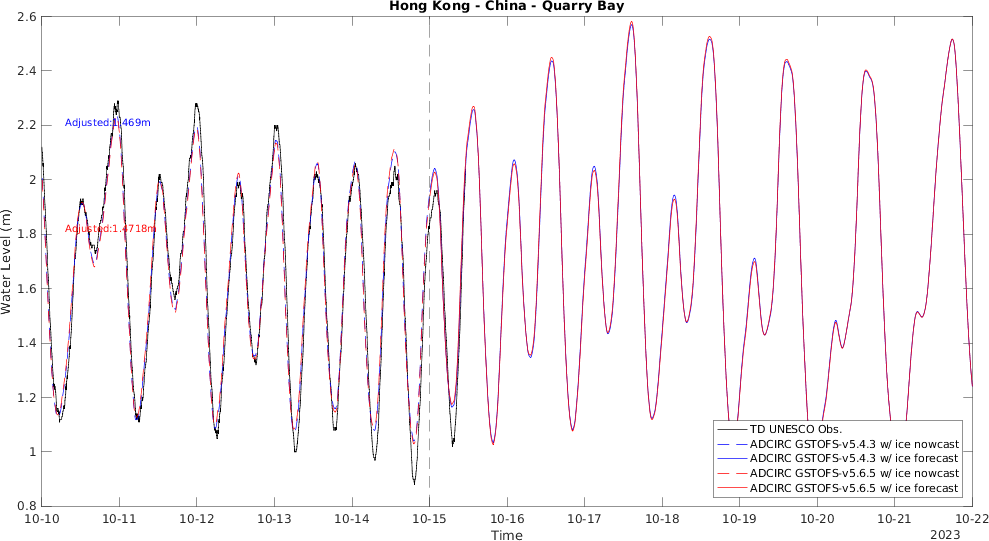 Hong Kong - China - Quarry Bay
2.6
2.4
2.2
2
1.8
1.6
1.4
1.2
1
0.8
Water Level (m)
Adjusted:1.469m
Adjusted:1.4718m
TD UNESCO Obs.
ADCIRC GSTOFS-v5.4.3 w/ ice nowcast
ADCIRC GSTOFS-v5.4.3 w/ ice forecast
ADCIRC GSTOFS-v5.6.5 w/ ice nowcast
ADCIRC GSTOFS-v5.6.5 w/ ice forecast
10-10 10-11 10-12 10-13 10-14 10-15 10-16 10-17 10-18 10-19 10-20 10-21 10-22
Time
2023